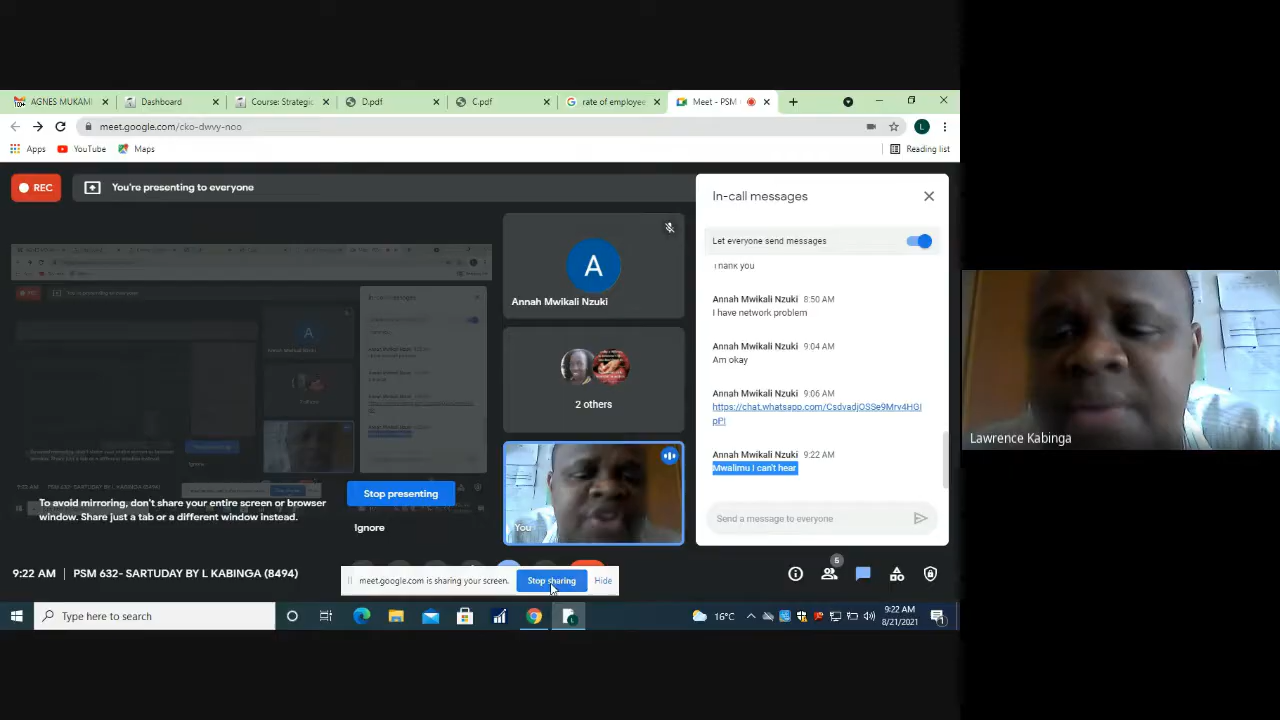 AGNES MUKAMI
Dashboard
Course: Strategic
D.pdf
C.pdf
rate of employee
Meet - PSM
meet.google.com/cko-dwvy-noo
Apps
YouTube
Maps
Reading list
REC
You're presenting to everyone
In-call messages
Let everyone send messages
Thank you
Annah Mwikali Nzuki 8:50 AM
I have network problem
Annah Mwikali Nzuki 9:04 AM
Am okay
Annah Mwikali Nzuki 9:06 AM
https://chat.whatsapp.com/CsdvadjOSSe9Mrv4HGI
pPI
Annah Mwikali Nzuki 9:22 AM
Mwalimu I can't hear
Send a message to everyone
A
Annah Mwikali Nzuki
2 others
You
To avoid mirroring, don't share your entire screen or browser
window. Share just a tab or a different window instead.
Stop presenting
Ignore
9:22 AM | PSM 632- SARTUDAY BY L KABINGA (8494)
meet.google.com is sharing your screen.
Stop sharing
Hide
5
Type here to search
16°C
9:22 AM
8/21/2021
1
Lawrence Kabinga